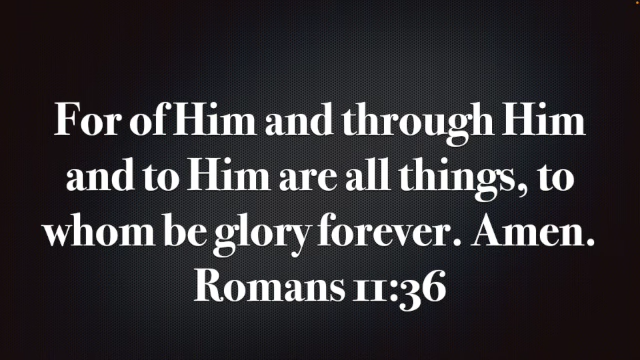 For of Him and through Him
and to Him are all things, to
whom be glory forever. Amen.
Romans 11:36